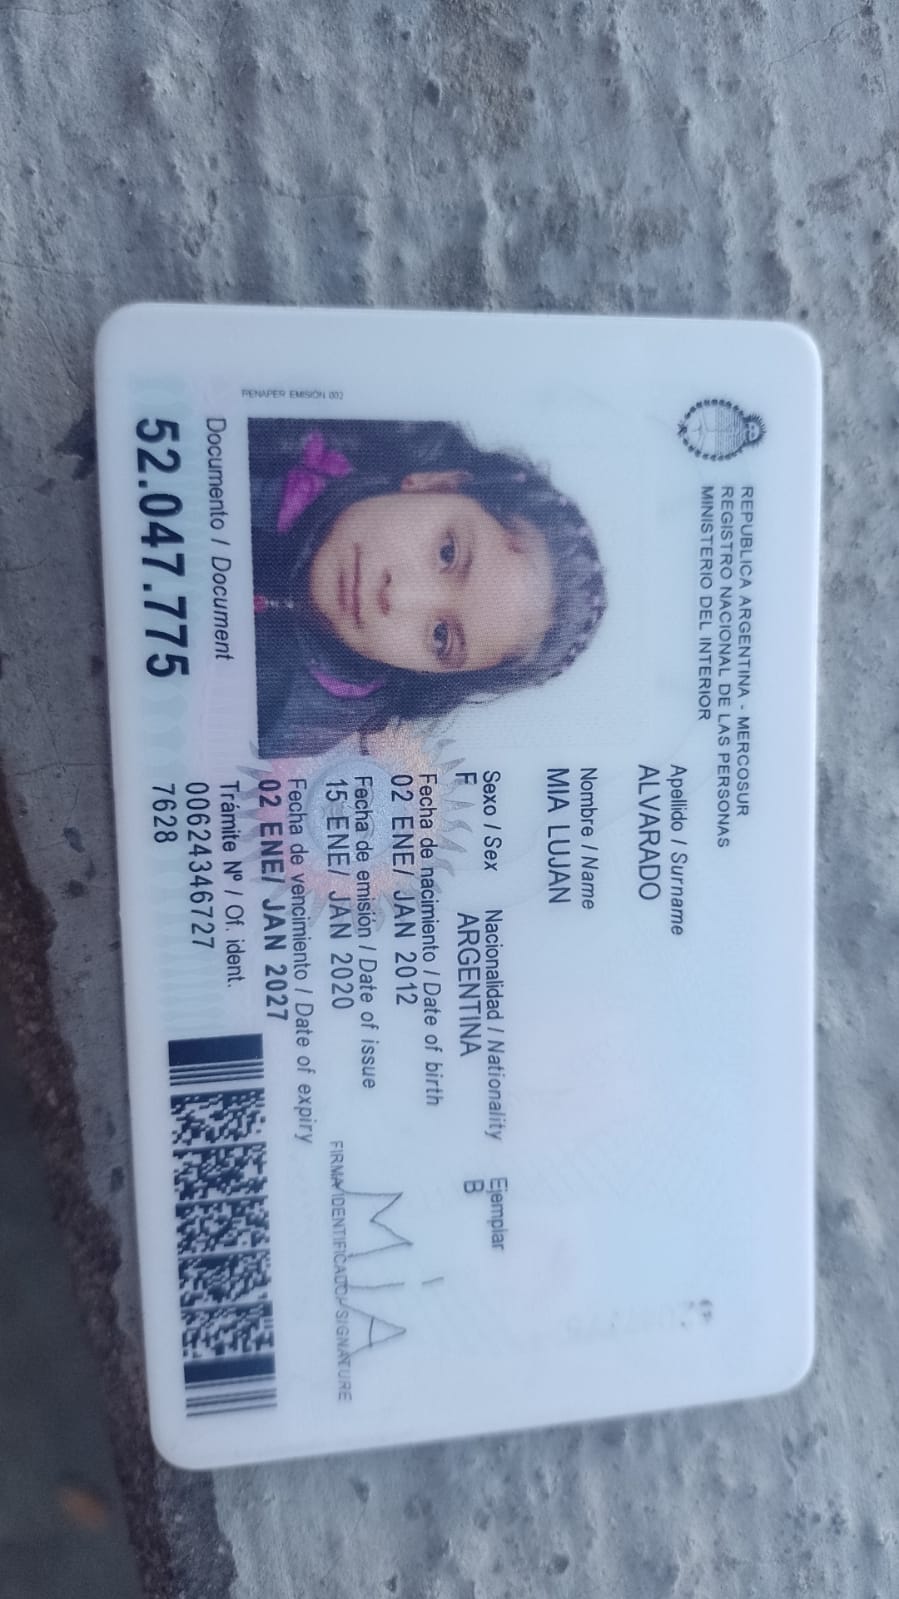 REPUBLICA ARGENTINA - MERCOSUR
REGISTRO NACIONAL DE LAS PERSONAS
MINISTERIO DEL INTERIOR
Apellido / Surname
ALVARADO
Nombre / Name
MIA LUJAN
Sexo / Sex Nacionalidad / Nationality Ejemplar
F ARGENTINA B
Fecha de nacimiento / Date of birth
02 ENE/ JAN 2012
Fecha de emisión / Date of issue
15 ENE/ JAN 2020
Fecha de vencimiento / Date of expiry
02 ENE/ JAN 2027
MIA
FIRMA IDENTIFICADO / SIGNATURE
RENAPER EMISIÓN 002
Documento / Document
52.047.775
Trámite Nº / Of. ident.
00624346727
7628